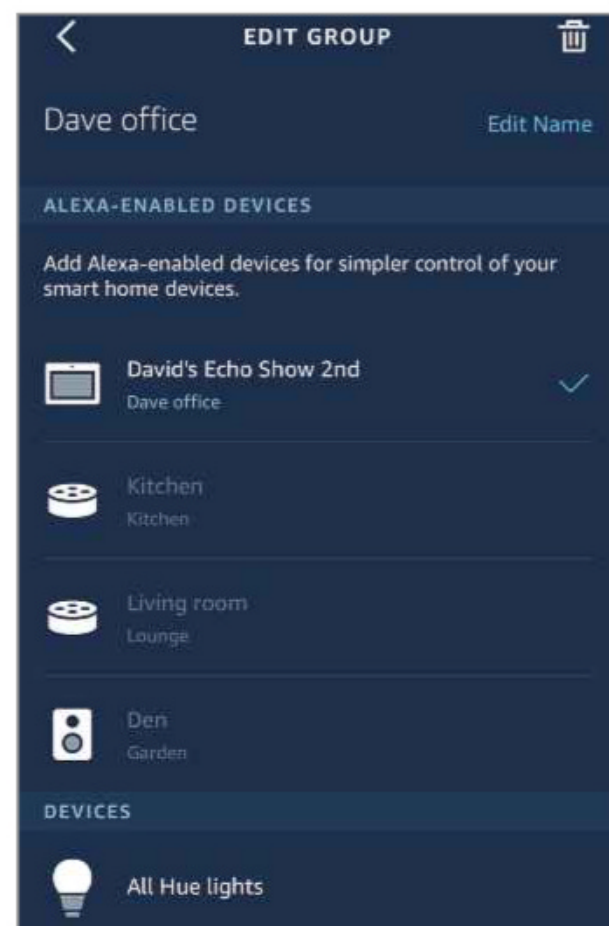 EDIT GROUP
Dave office
Edit Name
ALEXA-ENABLED DEVICES
Add Alexa-enabled devices for simpler control of your
smart home devices.
David's Echo Show 2nd
Dave office
Kitchen
Kitchen
Living room
Lounge
Den
Garden
DEVICES
All Hue lights